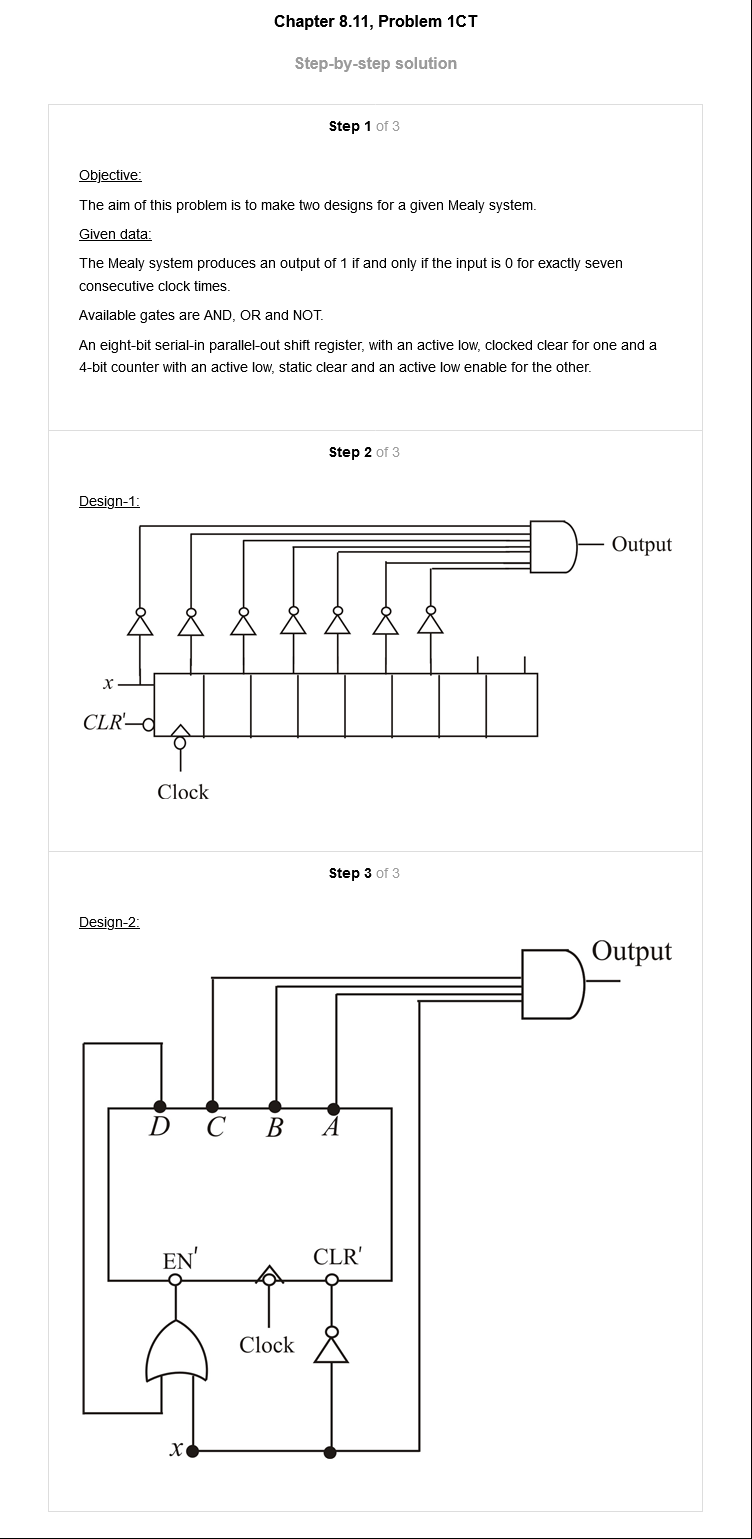 Chapter 8.11, Problem 1CT
Step-by-step solution
Step 1 of 3
Objective:
The aim of this problem is to make two designs for a given Mealy system.
Given data:
The Mealy system produces an output of 1 if and only if the input is 0 for exactly seven
consecutive clock times.
Available gates are AND, OR and NOT.
An eight-bit serial-in parallel-out shift register, with an active low, clocked clear for one and a
4-bit counter with an active low, static clear and an active low enable for the other.
Step 2 of 3
Design-1:
Output
x
CLR'
Clock
Step 3 of 3
Design-2:
Output
D C B A
EN' CLR'
Clock
x